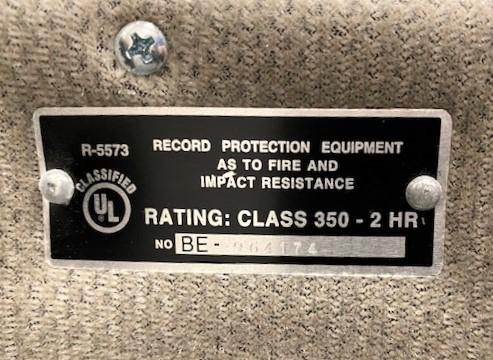 R-5573
RECORD PROTECTION EQUIPMENT
AS TO FIRE AND
IMPACT RESISTANCE
CLASSIFIED
UL
RATING: CLASS 350 - 2 HR
NO BE-